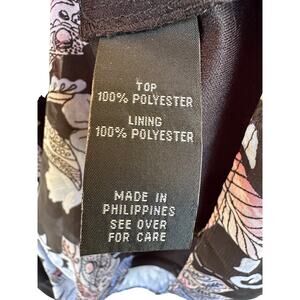 TOP
100% POLYESTER
LINING
100% POLYESTER
MADE IN
PHILIPPINES
SEE OVER
FOR CARE